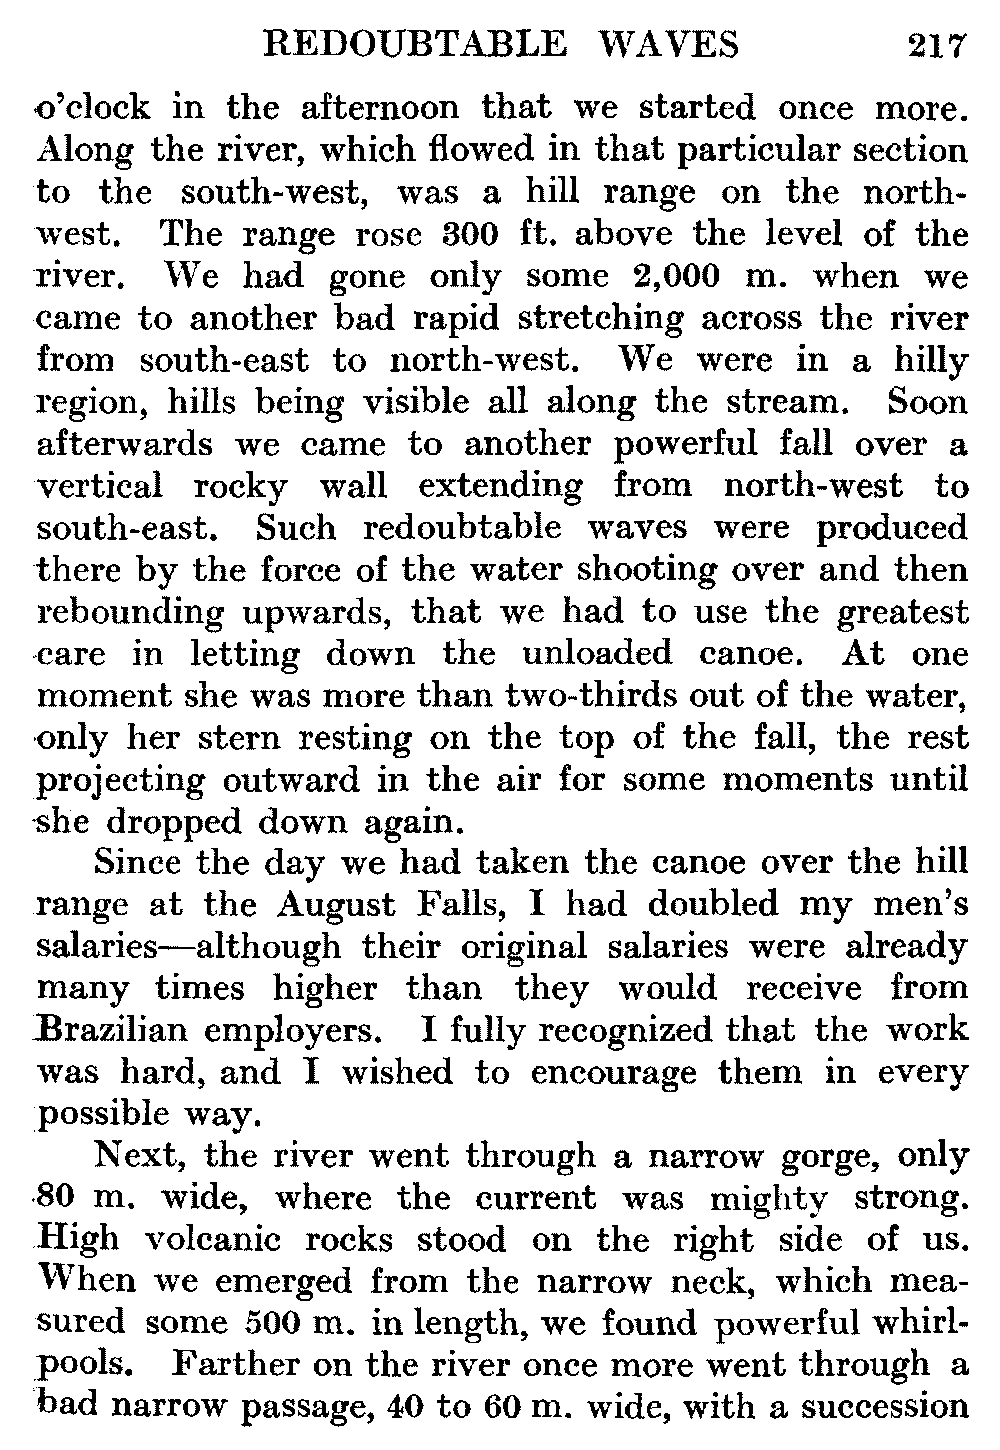 REDOUBTABLE WAVES 217
o'clock in the afternoon that we started once more.
Along the river, which flowed in that particular section
to the south-west, was a hill range on the north-
west. The range rose 300 ft. above the level of the
river. We had gone only some 2,000 m. when we
came to another bad rapid stretching across the river
from south-east to north-west. We were in a hilly
region, hills being visible all along the stream. Soon
afterwards we came to another powerful fall over a
vertical rocky wall extending from north-west to
south-east. Such redoubtable waves were produced
there by the force of the water shooting over and then
rebounding upwards, that we had to use the greatest
care in letting down the unloaded canoe. At one
moment she was more than two-thirds out of the water,
only her stern resting on the top of the fall, the rest
projecting outward in the air for some moments until
she dropped down again.
Since the day we had taken the canoe over the hill
range at the August Falls, I had doubled my men's
salaries—although their original salaries were already
many times higher than they would receive from
Brazilian employers. I fully recognized that the work
was hard, and I wished to encourage them in every
possible way.
Next, the river went through a narrow gorge, only
80 m. wide, where the current was mighty strong.
High volcanic rocks stood on the right side of us.
When we emerged from the narrow neck, which mea-
sured some 500 m. in length, we found powerful whirl-
pools. Farther on the river once more went through a
bad narrow passage, 40 to 60 m. wide, with a succession